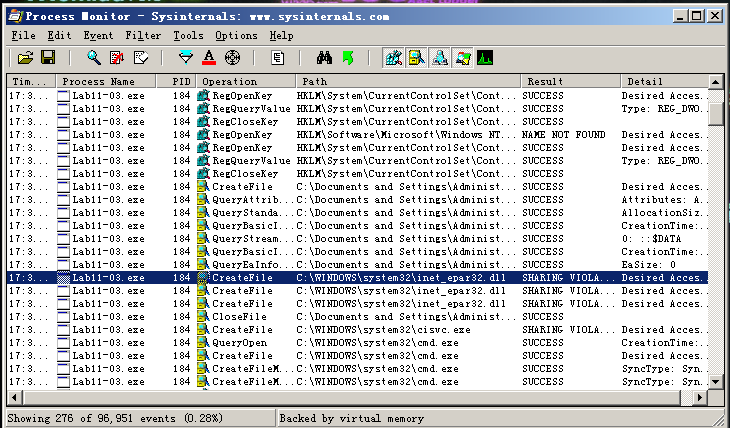 Process Monitor - Sysinternals: www.sysinternals.com
File Edit Event Filter Tools Options Help
Tim... Process Name PID Operation Path Result Detail
17:3... Lab11-03.exe 184 RegOpenKey HKLM\System\CurrentControlSet\Cont... SUCCESS Desired Acces...
17:3... Lab11-03.exe 184 RegQueryValue HKLM\System\CurrentControlSet\Cont... SUCCESS Type: REG_DWO...
17:3... Lab11-03.exe 184 RegCloseKey HKLM\System\CurrentControlSet\Cont... SUCCESS
17:3... Lab11-03.exe 184 RegOpenKey HKLM\Software\Microsoft\Windows NT... NAME NOT FOUND Desired Acces...
17:3... Lab11-03.exe 184 RegOpenKey HKLM\System\CurrentControlSet\Cont... SUCCESS Desired Acces...
17:3... Lab11-03.exe 184 RegQueryValue HKLM\System\CurrentControlSet\Cont... SUCCESS Type: REG_DWO...
17:3... Lab11-03.exe 184 RegCloseKey HKLM\System\CurrentControlSet\Cont... SUCCESS
17:3... Lab11-03.exe 184 CreateFile C:\Documents and Settings\Administ... SUCCESS Desired Acces...
17:3... Lab11-03.exe 184 QueryAttrib... C:\Documents and Settings\Administ... SUCCESS Attributes: A...
17:3... Lab11-03.exe 184 QueryStanda... C:\Documents and Settings\Administ... SUCCESS AllocationSiz...
17:3... Lab11-03.exe 184 QueryBasicI... C:\Documents and Settings\Administ... SUCCESS CreationTime:...
17:3... Lab11-03.exe 184 QueryStream... C:\Documents and Settings\Administ... SUCCESS 0: ::$DATA
17:3... Lab11-03.exe 184 QueryBasicI... C:\Documents and Settings\Administ... SUCCESS CreationTime:...
17:3... Lab11-03.exe 184 QueryEaInfo... C:\Documents and Settings\Administ... SUCCESS EaSize: 0
17:3... Lab11-03.exe 184 CreateFile C:\WINDOWS\system32\inet_epar32.dll SHARING VIOLA... Desired Acces...
17:3... Lab11-03.exe 184 CreateFile C:\WINDOWS\system32\inet_epar32.dll SHARING VIOLA... Desired Acces...
17:3... Lab11-03.exe 184 CreateFile C:\WINDOWS\system32\inet_epar32.dll SHARING VIOLA... Desired Acces...
17:3... Lab11-03.exe 184 CloseFile C:\Documents and Settings\Administ... SUCCESS
17:3... Lab11-03.exe 184 CreateFile C:\WINDOWS\system32\cisvc.exe SHARING VIOLA... Desired Acces...
17:3... Lab11-03.exe 184 QueryOpen C:\WINDOWS\system32\cmd.exe SUCCESS CreationTime:...
17:3... Lab11-03.exe 184 CreateFile C:\WINDOWS\system32\cmd.exe SUCCESS Desired Acces...
17:3... Lab11-03.exe 184 CreateFileM... C:\WINDOWS\system32\cmd.exe SUCCESS SyncType: Syn...
17:3... Lab11-03.exe 184 CreateFileM... C:\WINDOWS\system32\cmd.exe SUCCESS SyncType: Syn...
Showing 276 of 96,951 events (0.28%) Backed by virtual memory